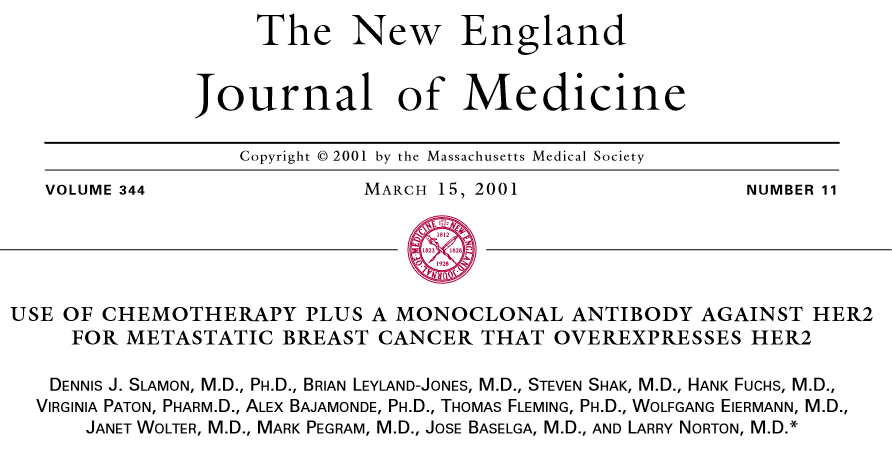 The New England
Journal of Medicine
Copyright © 2001 by the Massachusetts Medical Society
VOLUME 344 MARCH 15, 2001 NUMBER 11
THE NEW ENGLAND JOURNAL OF MEDICINE
1812
1823 1828
1928
USE OF CHEMOTHERAPY PLUS A MONOCLONAL ANTIBODY AGAINST HER2
FOR METASTATIC BREAST CANCER THAT OVEREXPRESSES HER2
DENNIS J. SLAMON, M.D., PH.D., BRIAN LEYLAND-JONES, M.D., STEVEN SHAK, M.D., HANK FUCHS, M.D.,
VIRGINIA PATON, PHARM.D., ALEX BAJAMONDE, PH.D., THOMAS FLEMING, PH.D., WOLFGANG EIERMANN, M.D.,
JANET WOLTER, M.D., MARK PEGRAM, M.D., JOSE BASELGA, M.D., AND LARRY NORTON, M.D.*